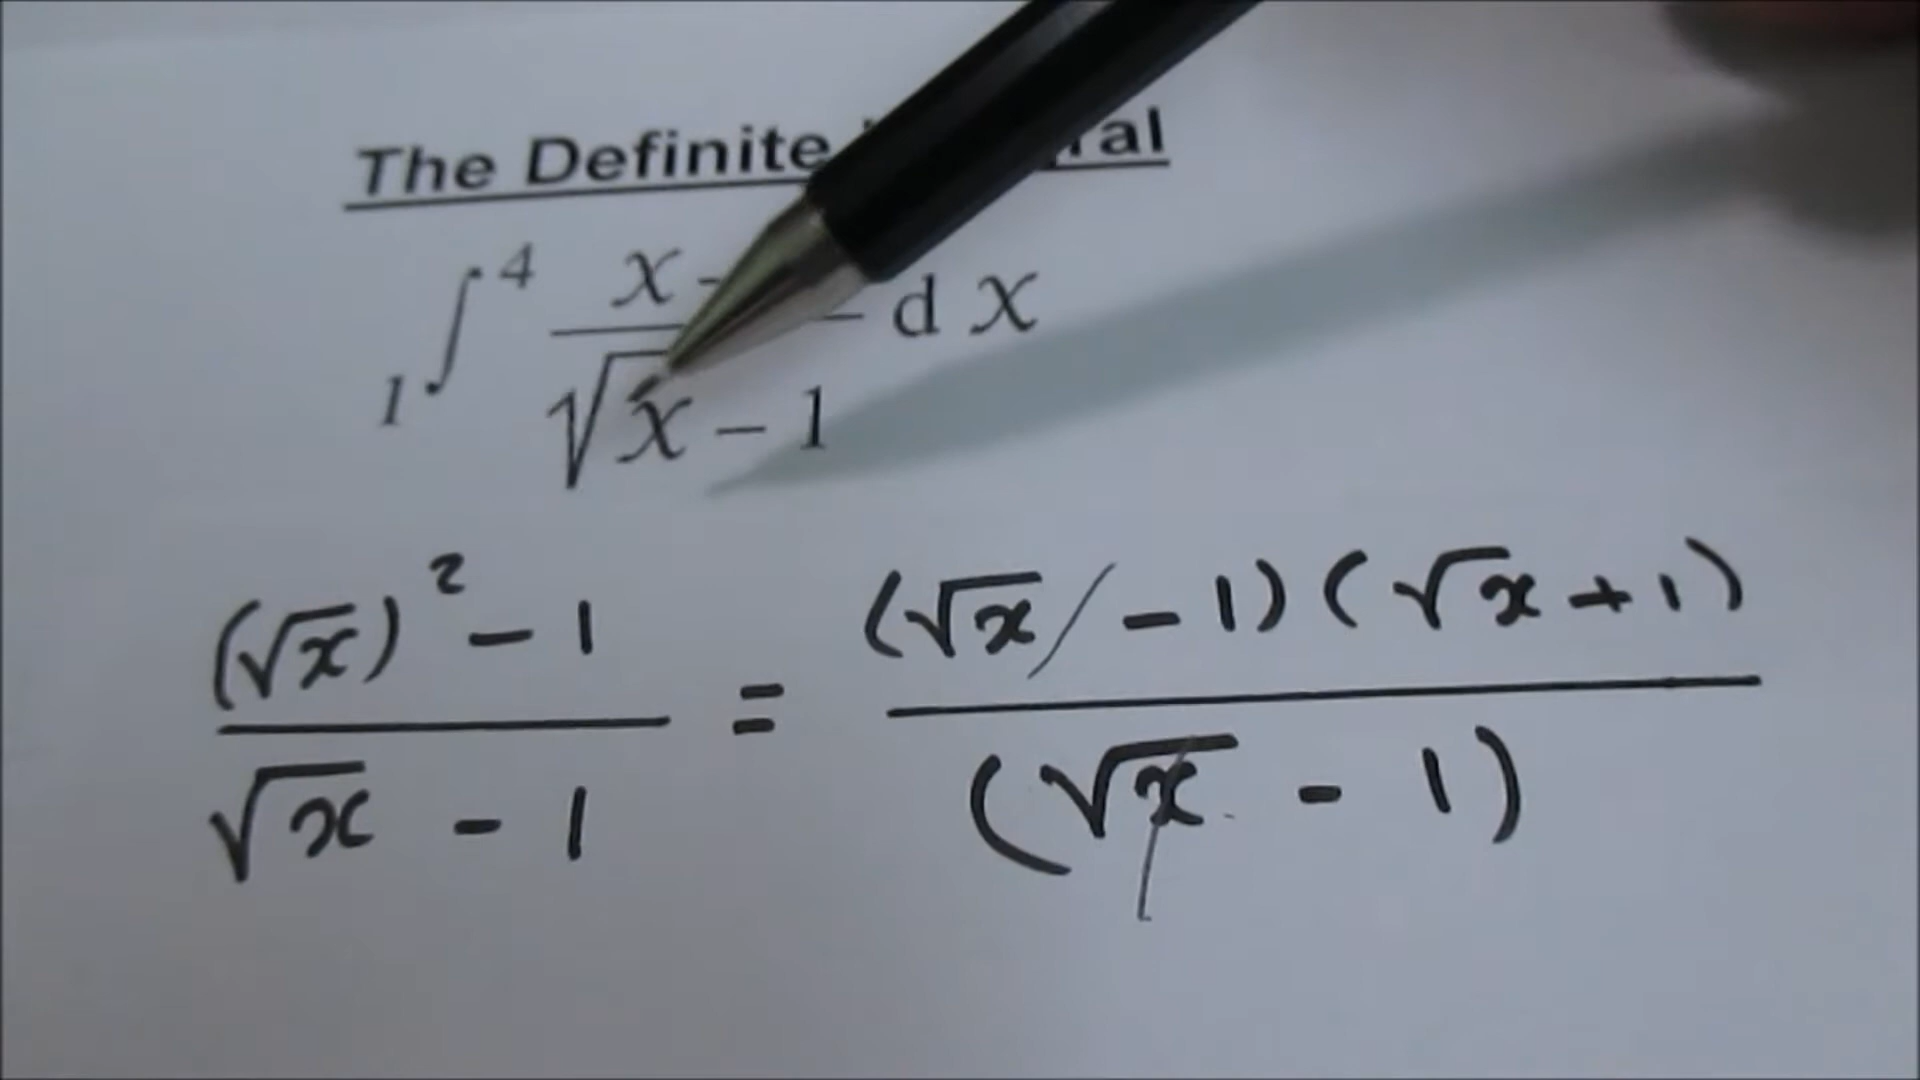 The Definite ral
1∫4 x - / √x - 1 d x
(√x)² - 1 / √x - 1 = (√x - 1)(√x + 1) / (√x - 1)